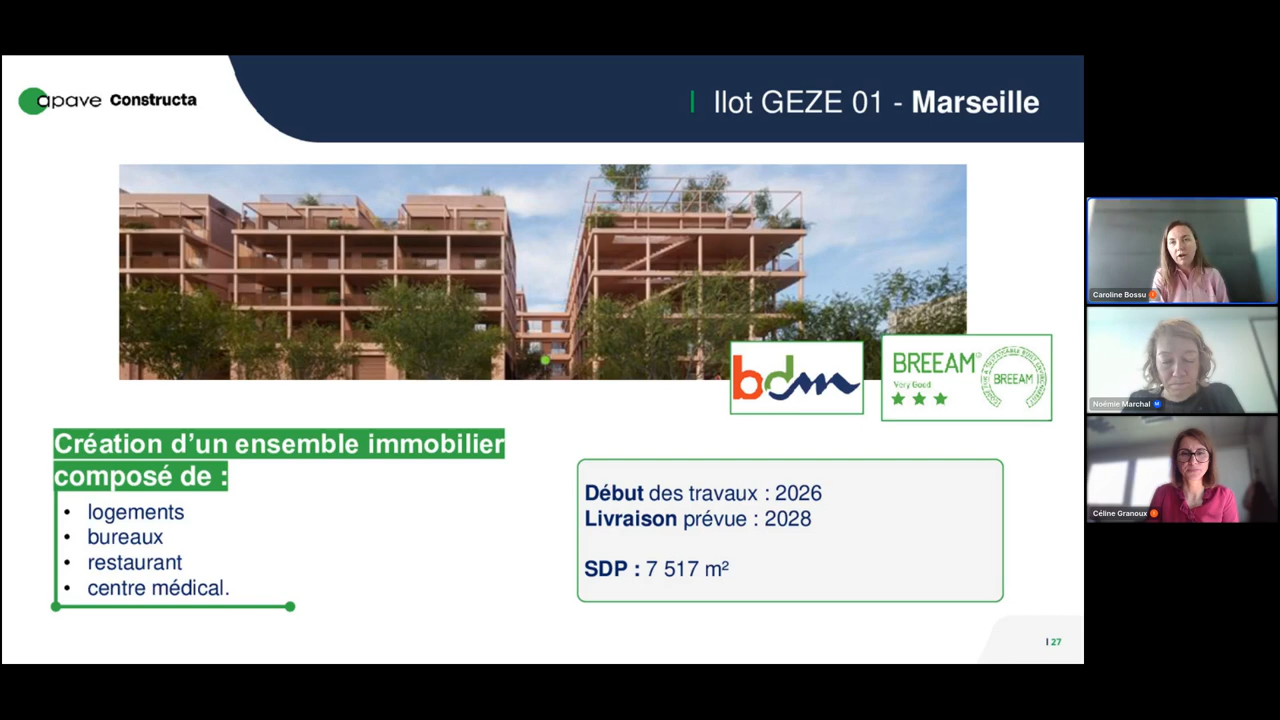 apave Constructa
Ilot GEZE 01 - Marseille
bdm
BREEAM
Very Good
BREEAM
Création d’un ensemble immobilier
composé de :
• logements
• bureaux
• restaurant
• centre médical.
Début des travaux : 2026
Livraison prévue : 2028
SDP : 7 517 m²
27
Caroline Bossu
Noémie Marchal
Céline Granoux